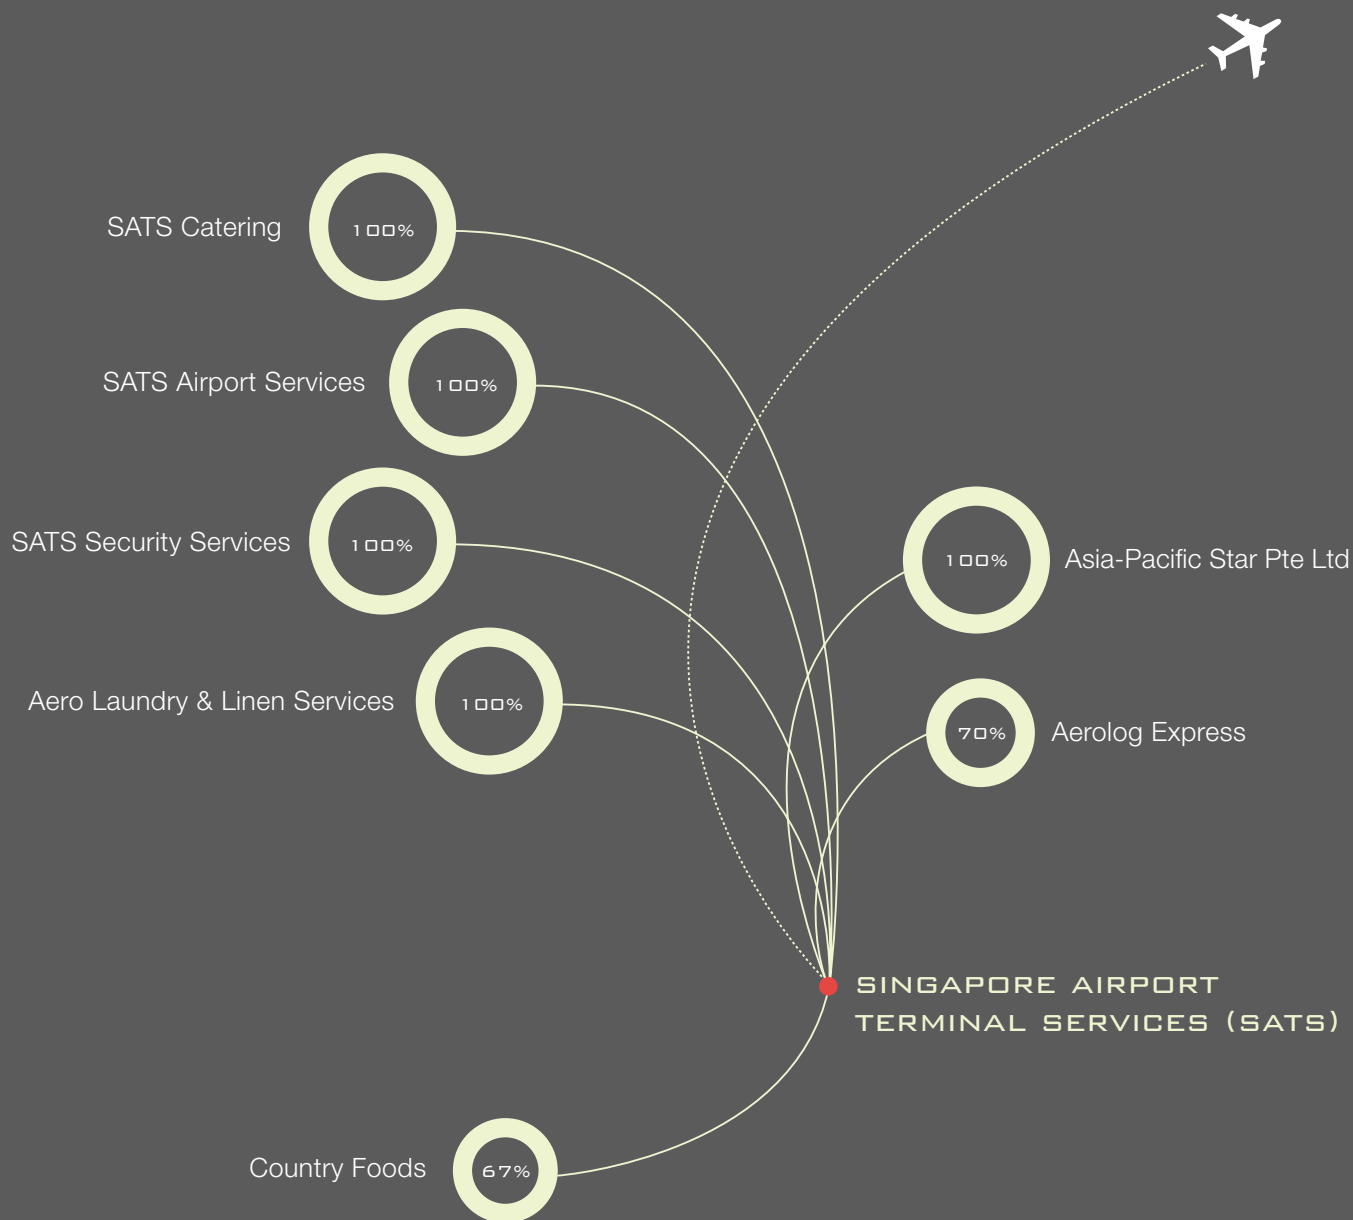 SATS Catering
100%
SATS Airport Services
100%
SATS Security Services
100%
100%
Asia-Pacific Star Pte Ltd
Aero Laundry & Linen Services
100%
70%
Aerolog Express
SINGAPORE AIRPORT
TERMINAL SERVICES (SATS)
Country Foods
67%